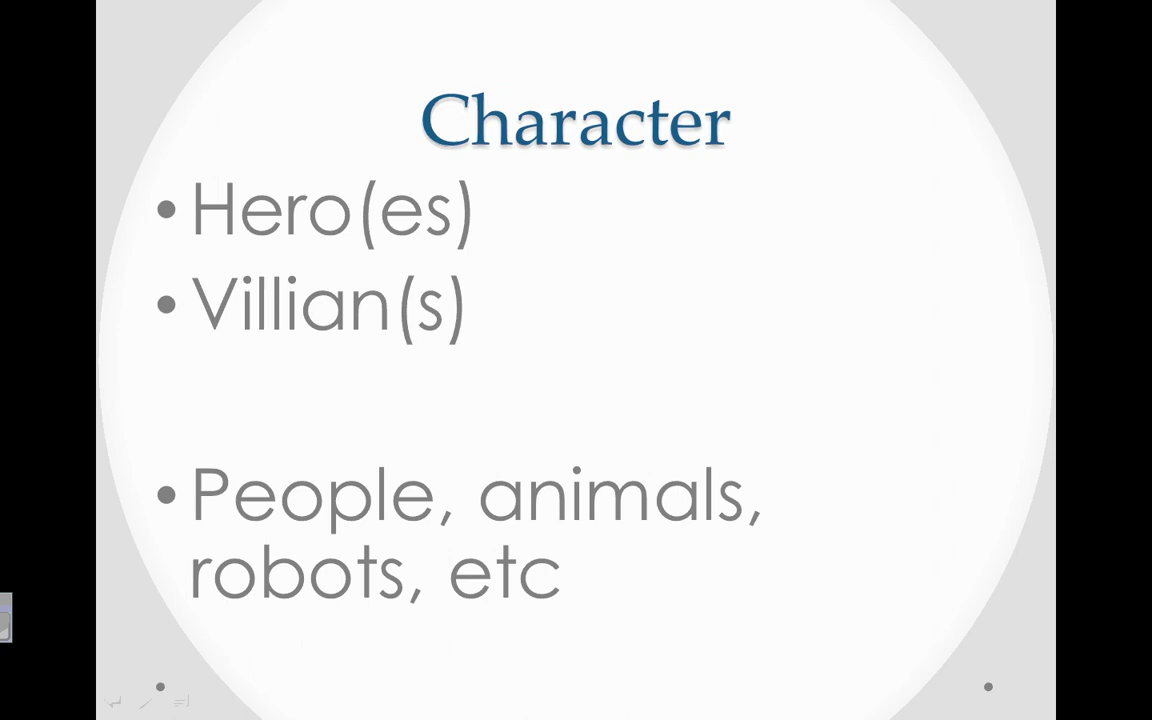 Character
• Hero(es)
• Villian(s)
• People, animals,
robots, etc